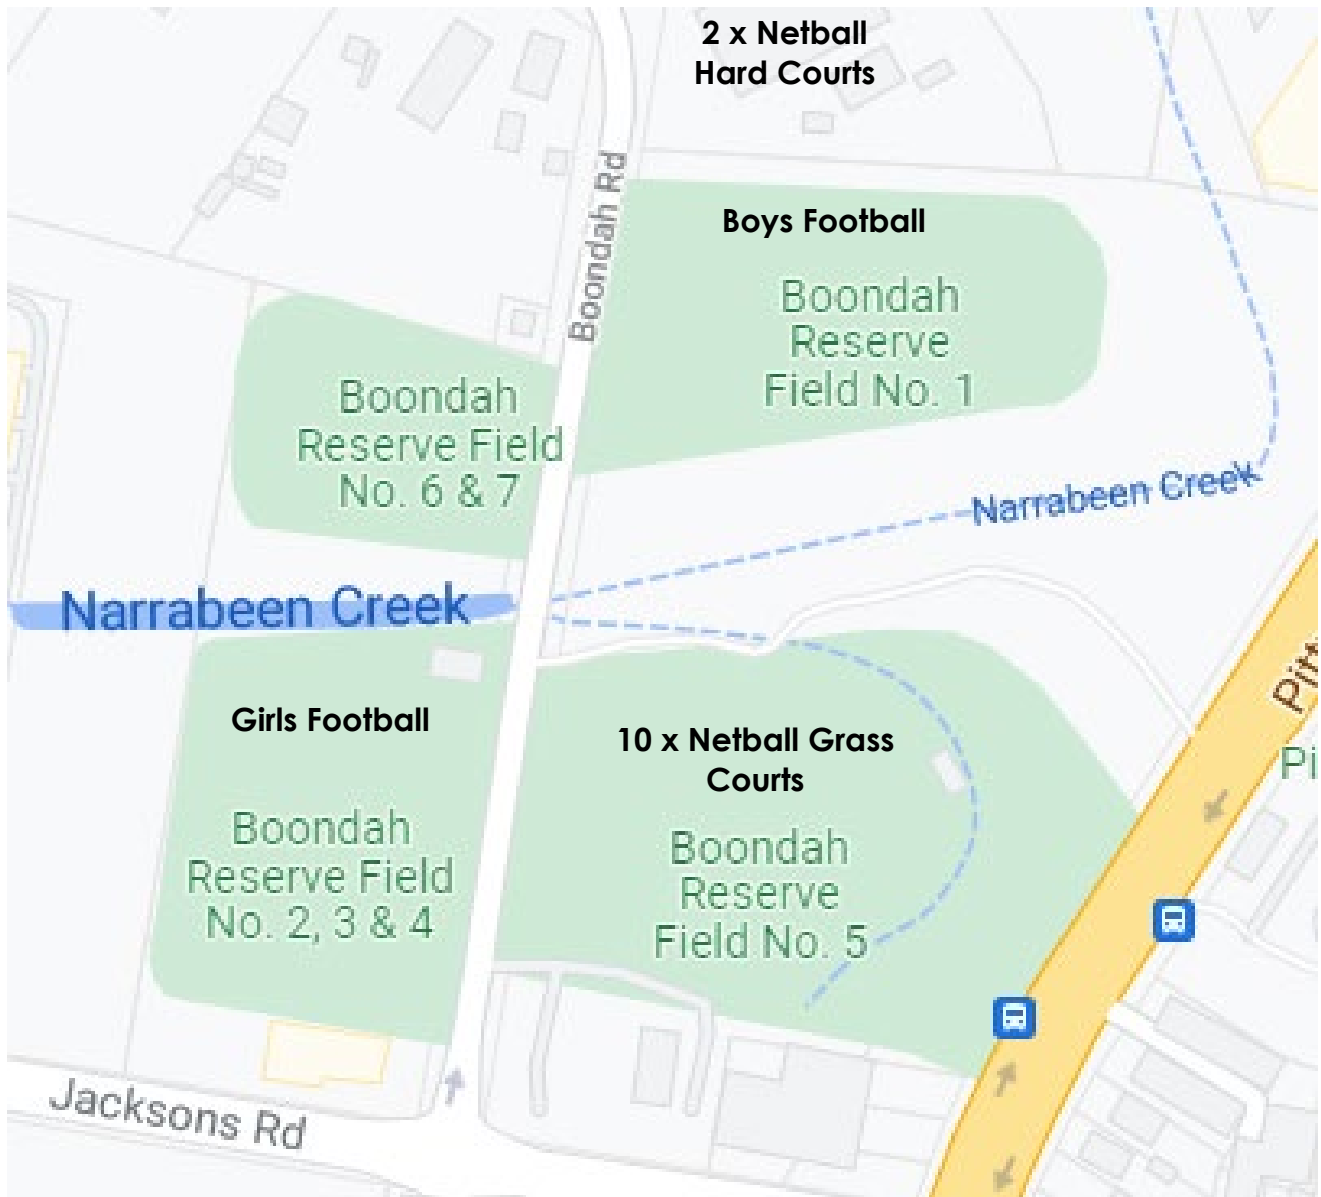 2 x Netball
Hard Courts
Boondah Rd
Boys Football
Boondah
Reserve
Field No. 1
Boondah
Reserve Field
No. 6 & 7
Narrabeen Creek
Narrabeen Creek
Girls Football
10 x Netball Grass
Courts
Boondah
Reserve Field
No. 2, 3 & 4
Boondah
Reserve
Field No. 5
Pitt
Pi
Jacksons Rd